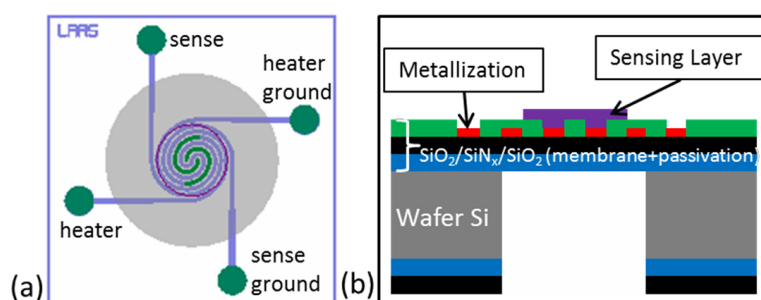 LAAS
sense
heater
ground
heater
sense
ground
(a)
Metallization
Sensing Layer
SiO₂/SiNₓ/SiO₂ (membrane+passivation)
Wafer Si
(b)